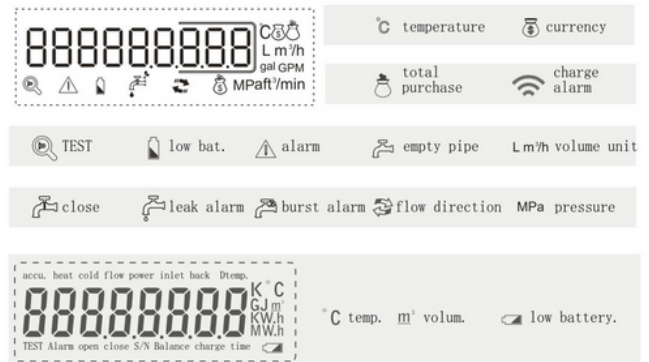 888888888 °C
L m³/h
gal GPM
MPaft³/min
°C temperature
currency
total purchase
charge alarm
TEST
low bat.
alarm
empty pipe
L m³/h volume unit
close
leak alarm
burst alarm
flow direction
MPa pressure
accu. heat cold flow power inlet back Dtemp.
88888888 K °C
GJ m³
KW.h
MW.h
TEST Alarm open close S/N Balance charge time
°C temp.
m³ volum.
low battery.